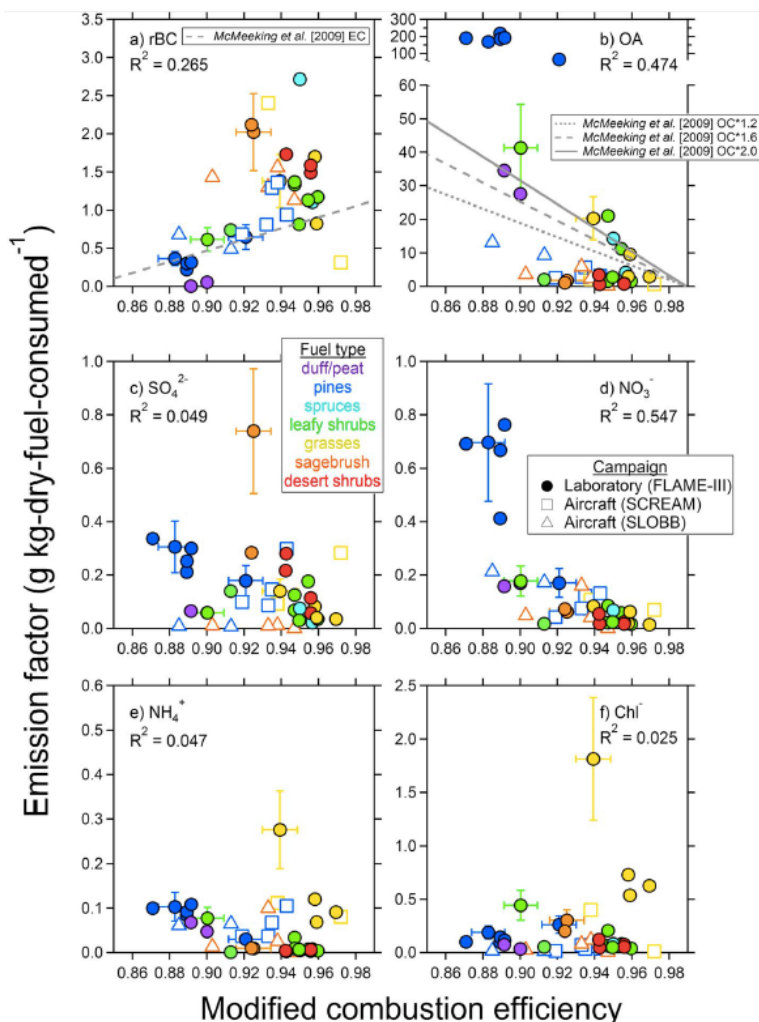 a) rBC
McMeeking et al. [2009] EC
R² = 0.265
3.5
3.0
2.5
2.0
1.5
1.0
0.5
0.0
0.86 0.88 0.90 0.92 0.94 0.96 0.98
b) OA
R² = 0.474
McMeeking et al. [2009] OC*1.2
McMeeking et al. [2009] OC*1.6
McMeeking et al. [2009] OC*2.0
300
200
100
60
50
40
30
20
10
0
0.86 0.88 0.90 0.92 0.94 0.96 0.98
c) SO₄²⁻
R² = 0.049
1.0
0.8
0.6
0.4
0.2
0.0
0.86 0.88 0.90 0.92 0.94 0.96 0.98
Fuel type
duff/peat
pines
spruces
leafy shrubs
grasses
sagebrush
desert shrubs
d) NO₃⁻
R² = 0.547
1.0
0.8
0.6
0.4
0.2
0.0
0.86 0.88 0.90 0.92 0.94 0.96 0.98
Campaign
Laboratory (FLAME-III)
Aircraft (SCREAM)
Aircraft (SLOBB)
e) NH₄⁺
R² = 0.047
0.6
0.5
0.4
0.3
0.2
0.1
0.0
0.86 0.88 0.90 0.92 0.94 0.96 0.98
f) Chl⁻
R² = 0.025
2.5
2.0
1.5
1.0
0.5
0.0
0.86 0.88 0.90 0.92 0.94 0.96 0.98
Emission factor (g kg-dry-fuel-consumed⁻¹)
Modified combustion efficiency